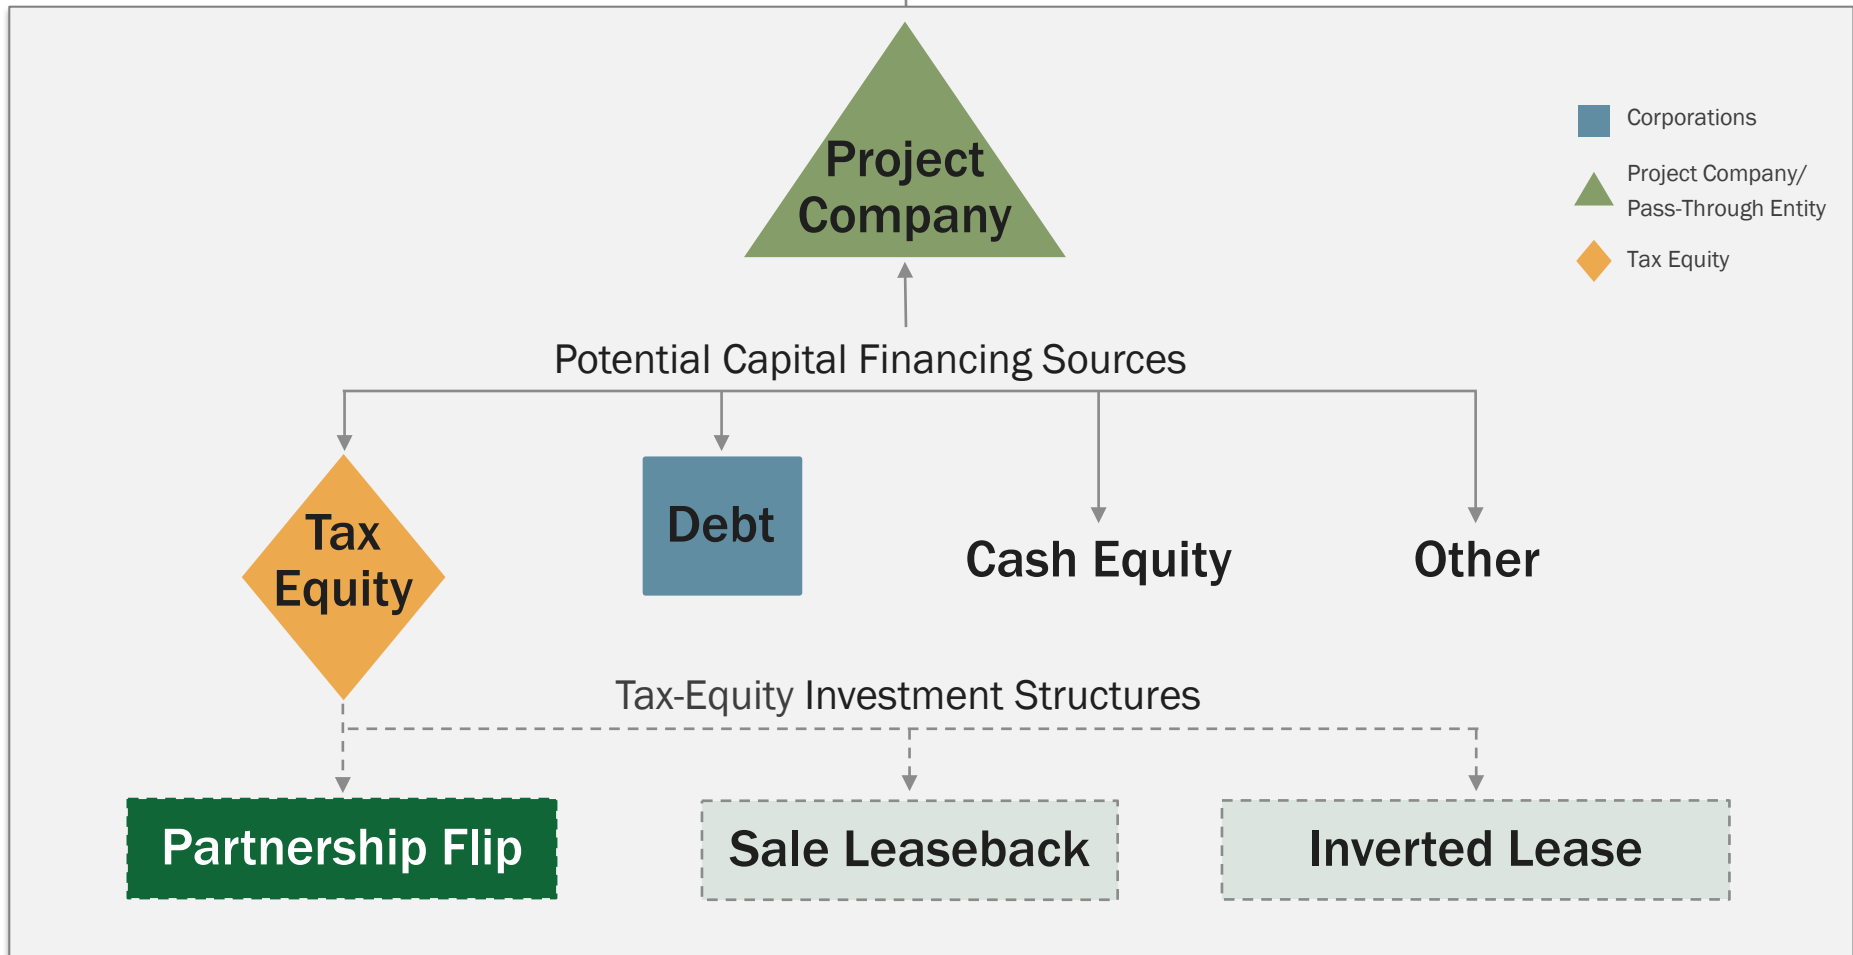 Project
Company
Corporations
Project Company/
Pass-Through Entity
Tax Equity
Potential Capital Financing Sources
Tax
Equity
Debt
Cash Equity
Other
Tax-Equity Investment Structures
Partnership Flip
Sale Leaseback
Inverted Lease